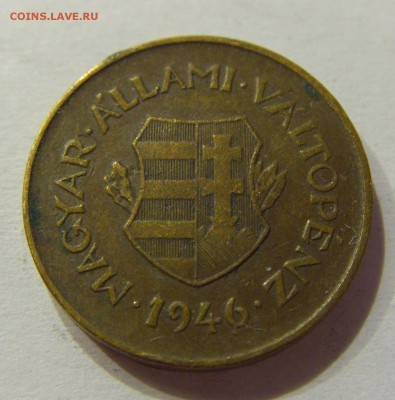 COINS.LAVE.RU
MAGYAR·ÁLLAMI·VÁLTÓPÉNZ
·1946·